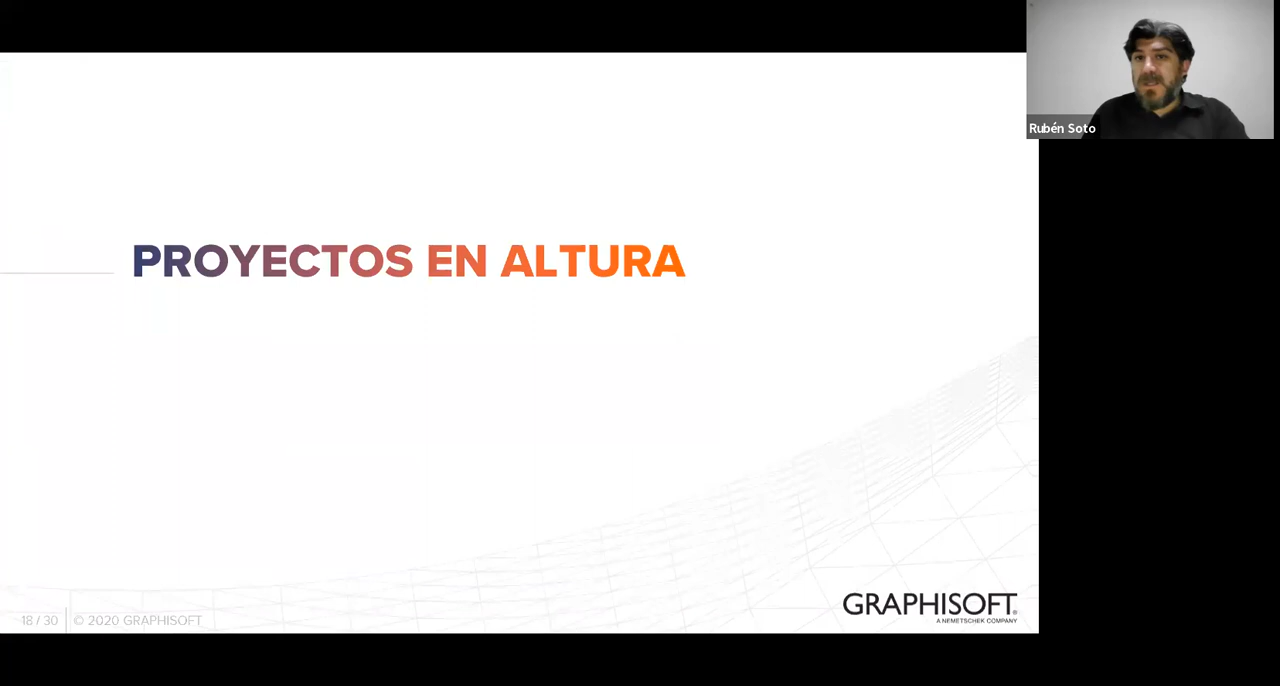 Rubén Soto
PROYECTOS EN ALTURA
GRAPHISOFT®
A NEMETSCHEK COMPANY
18 / 30 © 2020 GRAPHISOFT